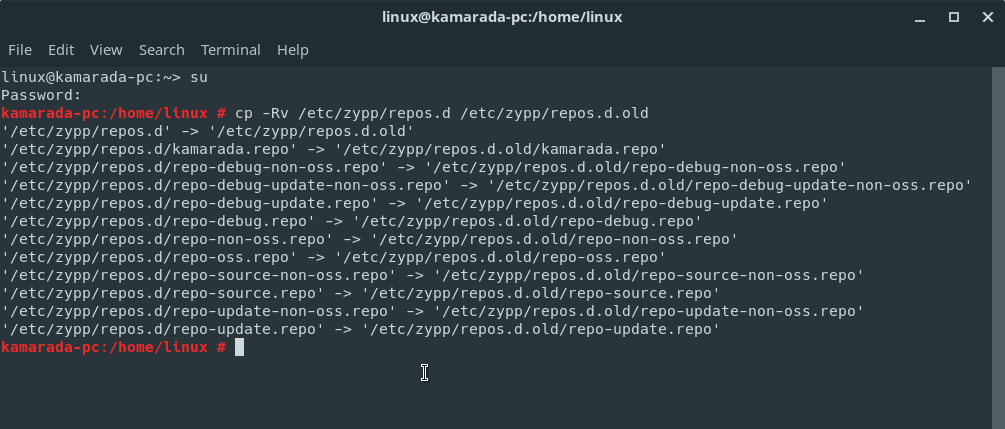 linux@kamarada-pc:/home/linux
File Edit View Search Terminal Help
linux@kamarada-pc:~> su
Password:
kamarada-pc:/home/linux # cp -Rv /etc/zypp/repos.d /etc/zypp/repos.d.old
'/etc/zypp/repos.d' -> '/etc/zypp/repos.d.old'
'/etc/zypp/repos.d/kamarada.repo' -> '/etc/zypp/repos.d.old/kamarada.repo'
'/etc/zypp/repos.d/repo-debug-non-oss.repo' -> '/etc/zypp/repos.d.old/repo-debug-non-oss.repo'
'/etc/zypp/repos.d/repo-debug-update-non-oss.repo' -> '/etc/zypp/repos.d.old/repo-debug-update-non-oss.repo'
'/etc/zypp/repos.d/repo-debug-update.repo' -> '/etc/zypp/repos.d.old/repo-debug-update.repo'
'/etc/zypp/repos.d/repo-debug.repo' -> '/etc/zypp/repos.d.old/repo-debug.repo'
'/etc/zypp/repos.d/repo-non-oss.repo' -> '/etc/zypp/repos.d.old/repo-non-oss.repo'
'/etc/zypp/repos.d/repo-oss.repo' -> '/etc/zypp/repos.d.old/repo-oss.repo'
'/etc/zypp/repos.d/repo-source-non-oss.repo' -> '/etc/zypp/repos.d.old/repo-source-non-oss.repo'
'/etc/zypp/repos.d/repo-source.repo' -> '/etc/zypp/repos.d.old/repo-source.repo'
'/etc/zypp/repos.d/repo-update-non-oss.repo' -> '/etc/zypp/repos.d.old/repo-update-non-oss.repo'
'/etc/zypp/repos.d/repo-update.repo' -> '/etc/zypp/repos.d.old/repo-update.repo'
kamarada-pc:/home/linux #